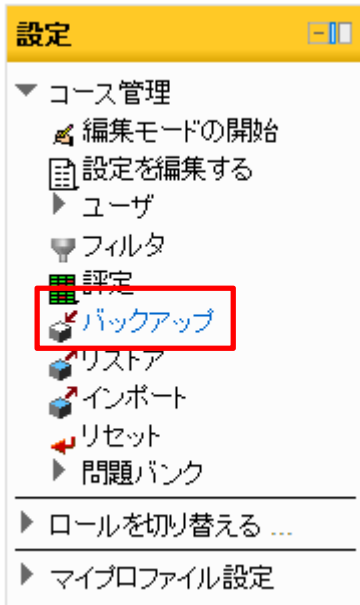 設定
コース管理
編集モードの開始
設定を編集する
ユーザ
フィルタ
評定
バックアップ
リストア
インポート
リセット
問題バンク
ロールを切り替える ...
マイプロファイル設定